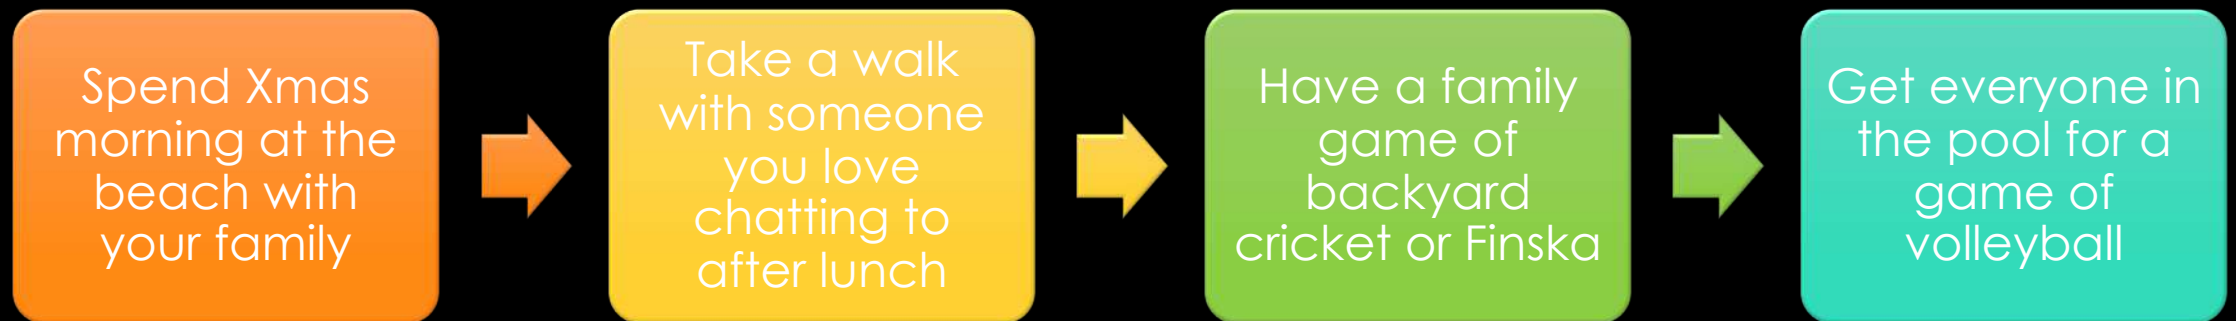 Spend Xmas
morning at the
beach with
your family
Take a walk
with someone
you love
chatting to
after lunch
Have a family
game of
backyard
cricket or Finska
Get everyone in
the pool for a
game of
volleyball